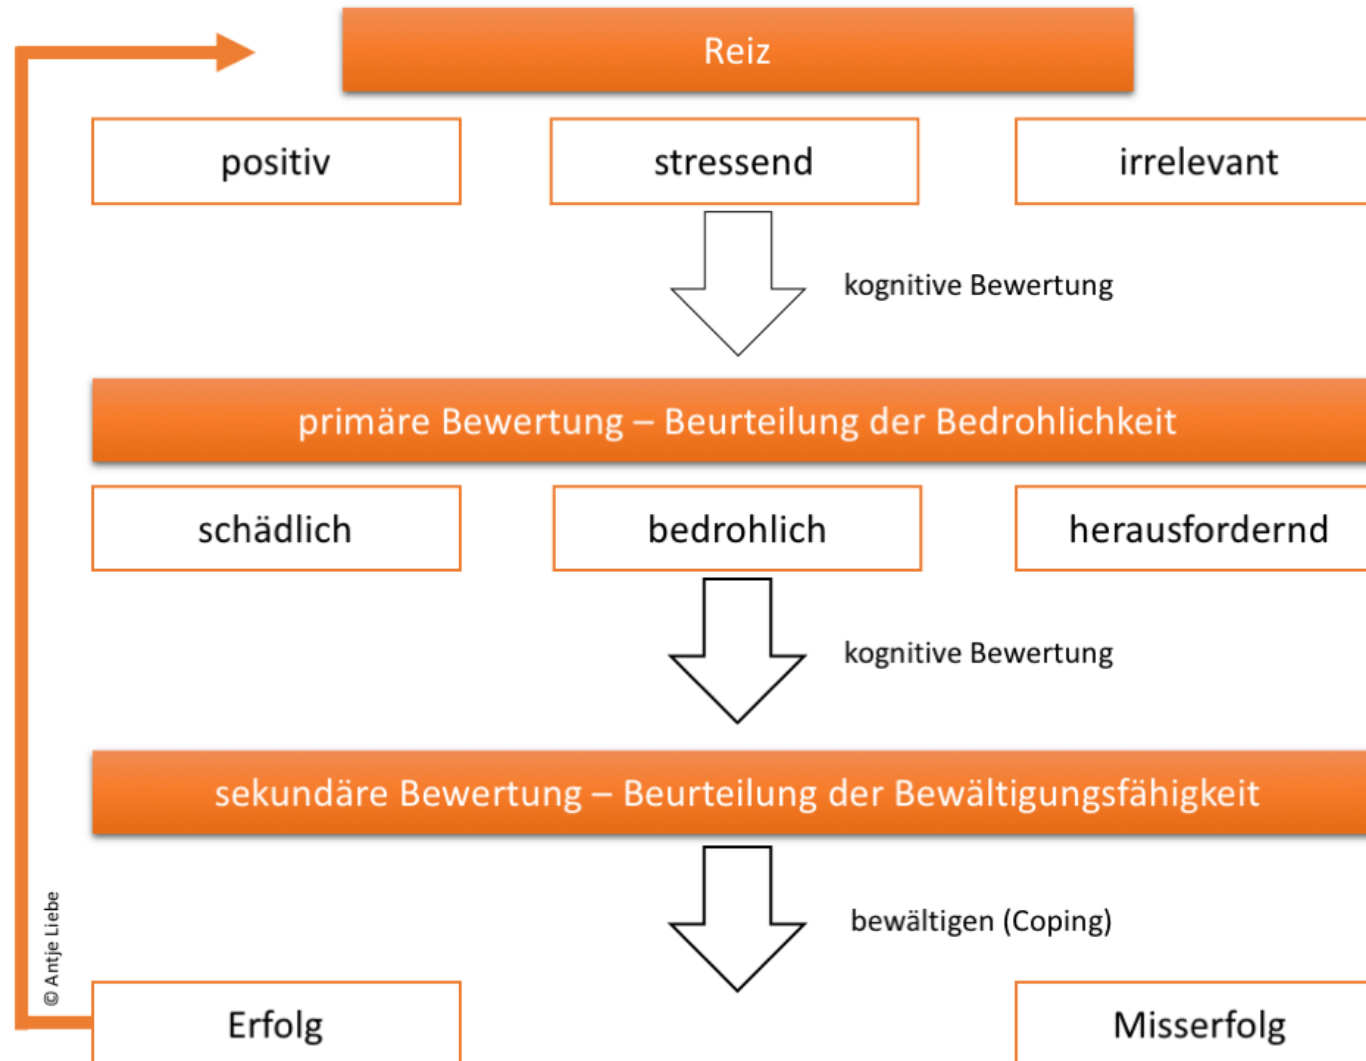 Reiz
positiv
stressend
irrelevant
kognitive Bewertung
primäre Bewertung – Beurteilung der Bedrohlichkeit
schädlich
bedrohlich
herausfordernd
kognitive Bewertung
sekundäre Bewertung – Beurteilung der Bewältigungsfähigkeit
bewältigen (Coping)
© Antje Liebe
Erfolg
Misserfolg